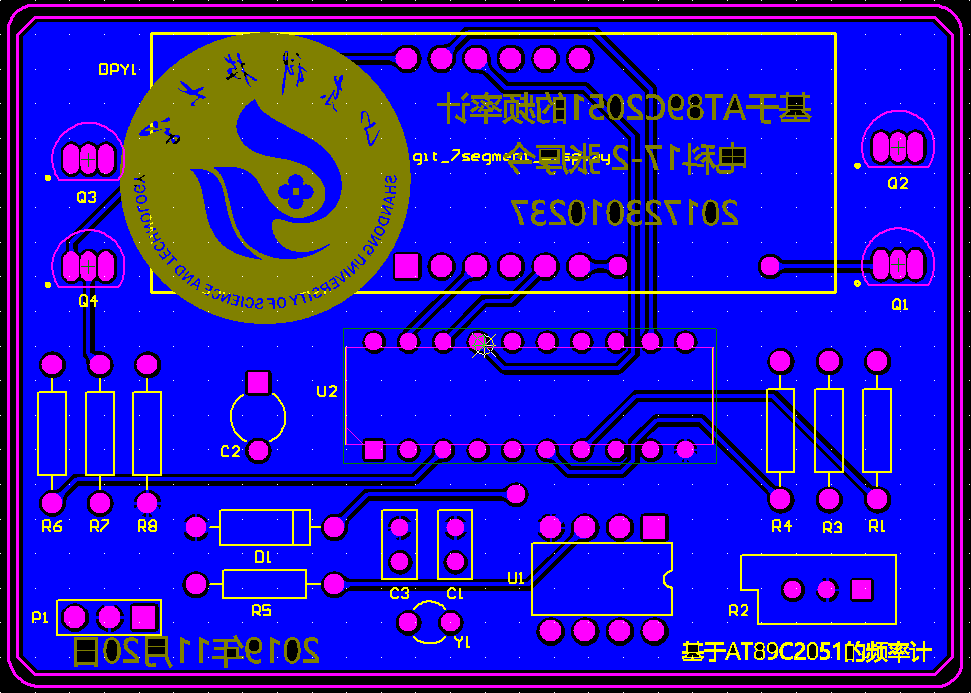 DPY1
基于AT89C2051的频率计
git_7segment_display
电科17-2-张厚今
201723010237
SHANDONG UNIVERSITY OF SCIENCE AND TECHNOLOGY
Q3
Q2
Q4
Q1
U2
C2
R6
R7
R8
R4
R3
R1
D1
C3
C1
U1
R5
R2
P1
Y1
2019年11月20日
基于AT89C2051的频率计